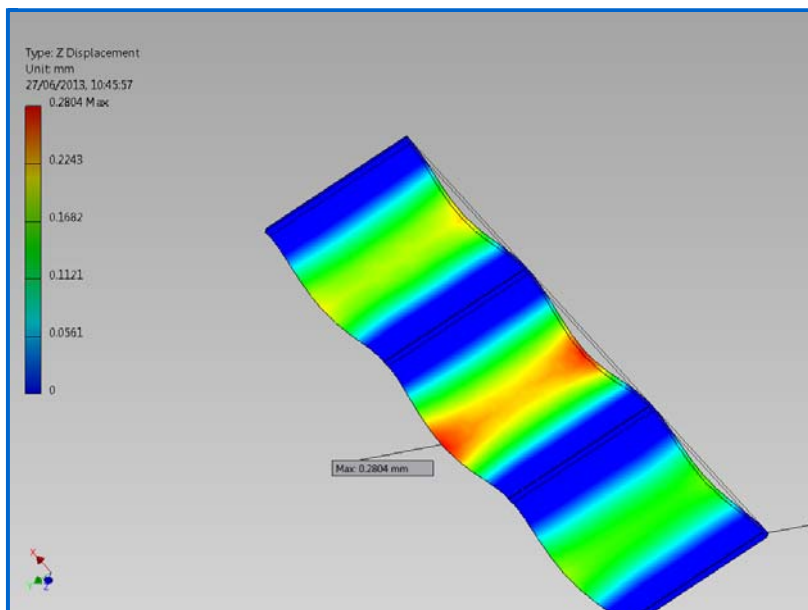 Type: Z Displacement
Unit: mm
27/06/2013, 10:45:57
0.2804 Max
0.2243
0.1682
0.1121
0.0561
0
Max: 0.2804 mm
X
Y
Z